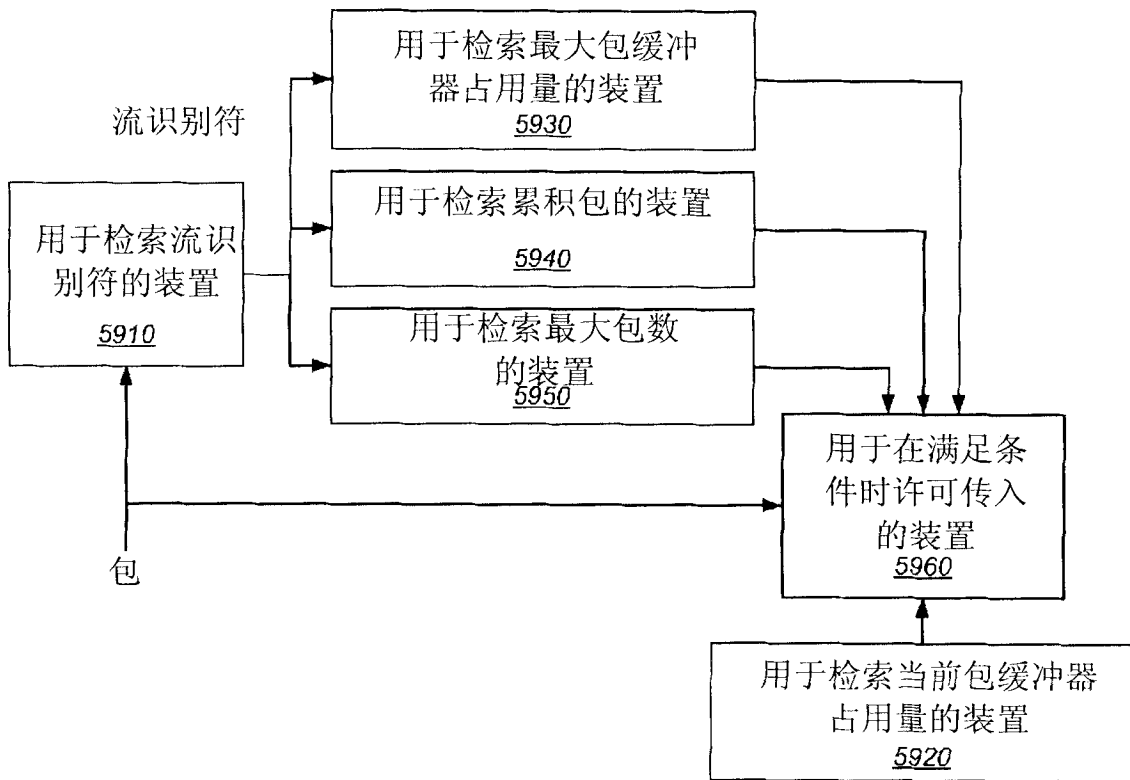 用于检索最大包缓冲
器占用量的装置
5930
流识别符
用于检索累积包的装置
5940
用于检索流识
别符的装置
5910
用于检索最大包数
的装置
5950
用于在满足条
件时许可传入
的装置
5960
包
用于检索当前包缓冲器
占用量的装置
5920